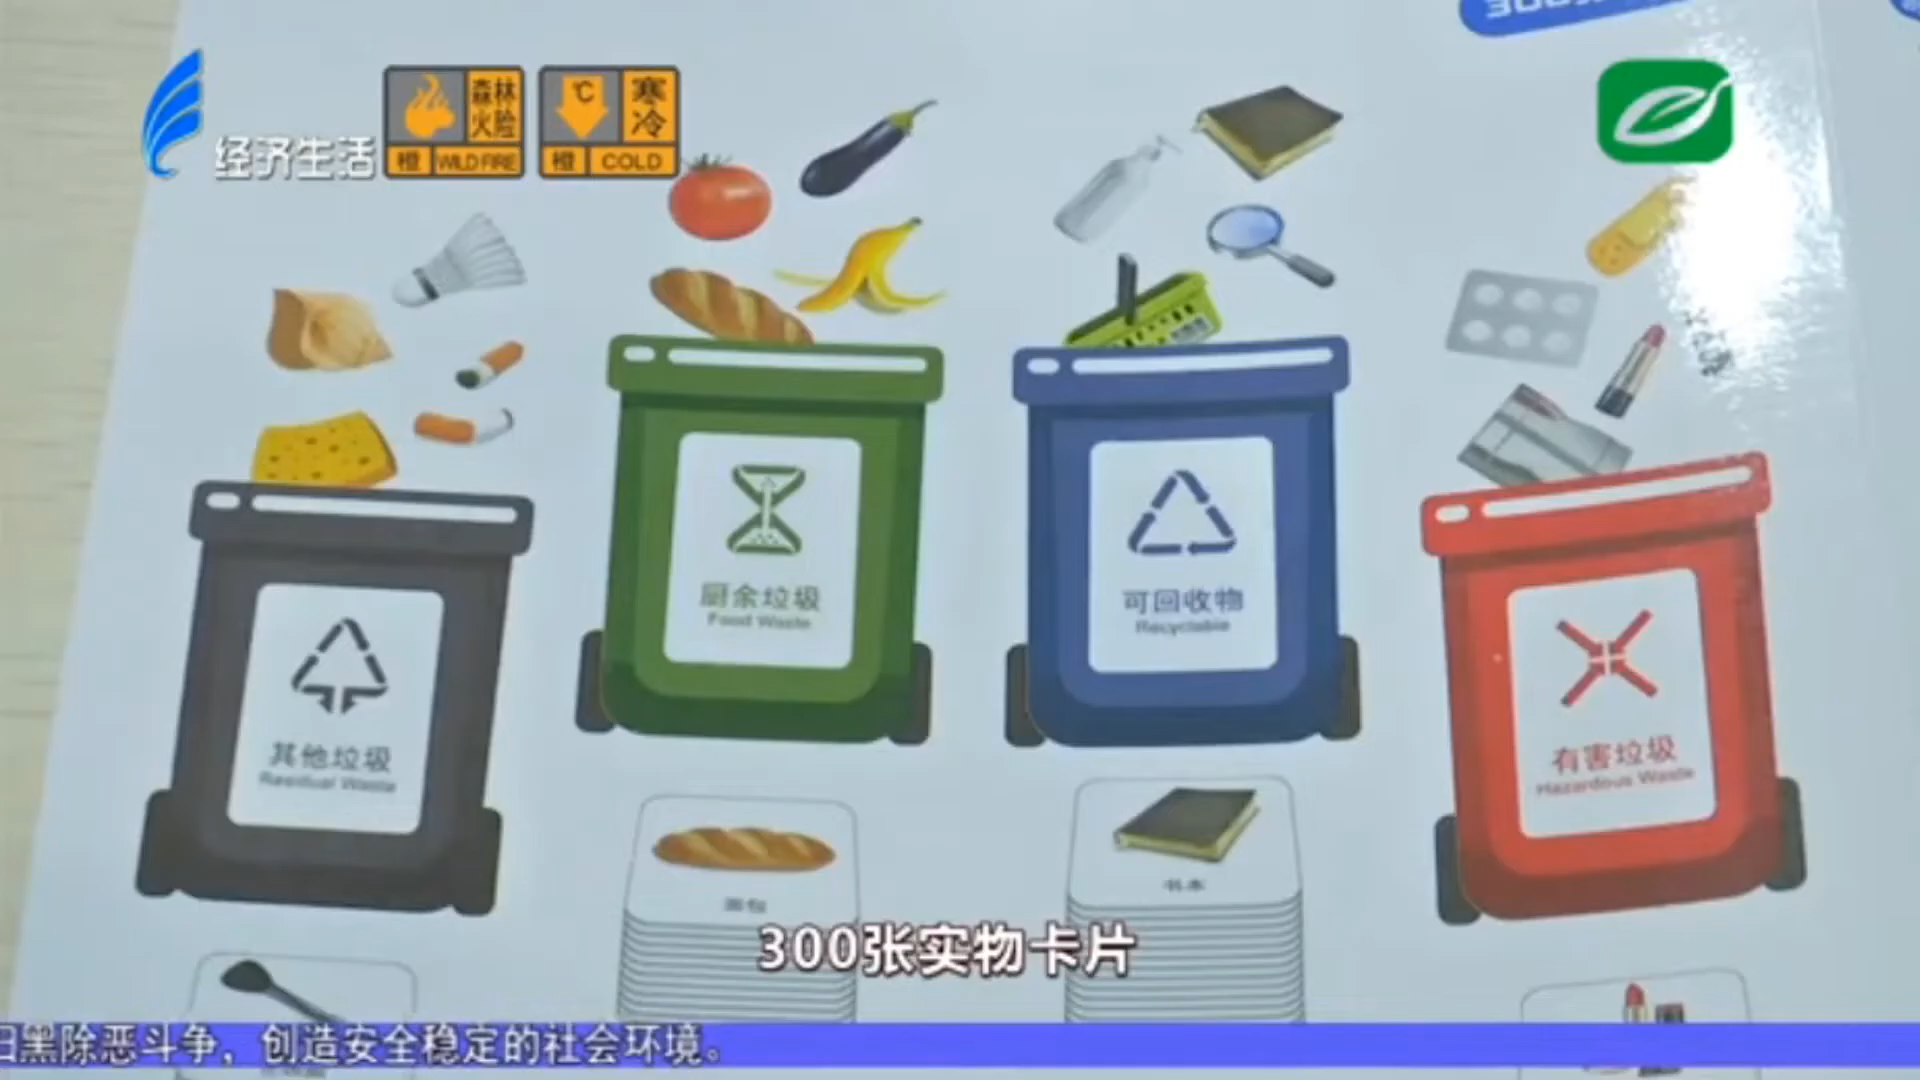 300
经济生活
森林
火险
橙 WILD FIRE
℃ 寒
冷
橙 COLD
厨余垃圾
Food Waste
可回收物
Recyclable
其他垃圾
Residual Waste
有害垃圾
Hazardous Waste
面包
书本
300张实物卡片
扫黑除恶斗争，创造安全稳定的社会环境。